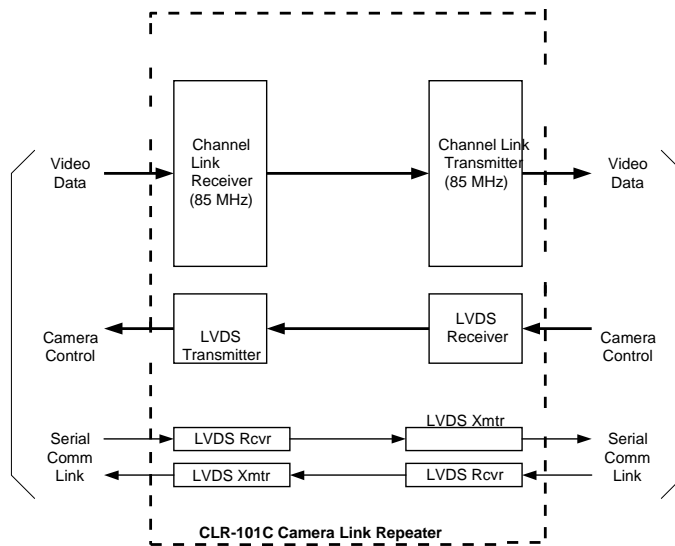 Video
Data
Channel
Link
Receiver
(85 MHz)
Channel Link
Transmitter
(85 MHz)
Video
Data
Camera
Control
LVDS
Transmitter
LVDS
Receiver
Camera
Control
Serial
Comm
Link
LVDS Rcvr
LVDS Xmtr
LVDS Xmtr
LVDS Rcvr
Serial
Comm
Link
CLR-101C Camera Link Repeater